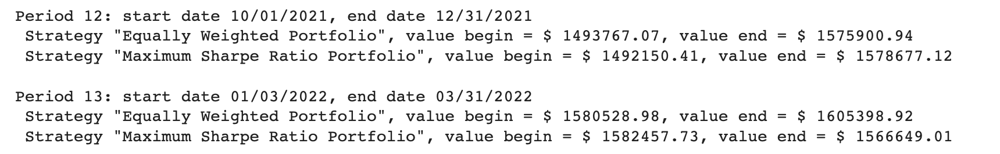 Period 12: start date 10/01/2021, end date 12/31/2021
Strategy "Equally Weighted Portfolio", value begin = $ 1493767.07, value end = $ 1575900.94
Strategy "Maximum Sharpe Ratio Portfolio", value begin = $ 1492150.41, value end = $ 1578677.12
Period 13: start date 01/03/2022, end date 03/31/2022
Strategy "Equally Weighted Portfolio", value begin = $ 1580528.98, value end = $ 1605398.92
Strategy "Maximum Sharpe Ratio Portfolio", value begin = $ 1582457.73, value end = $ 1566649.01